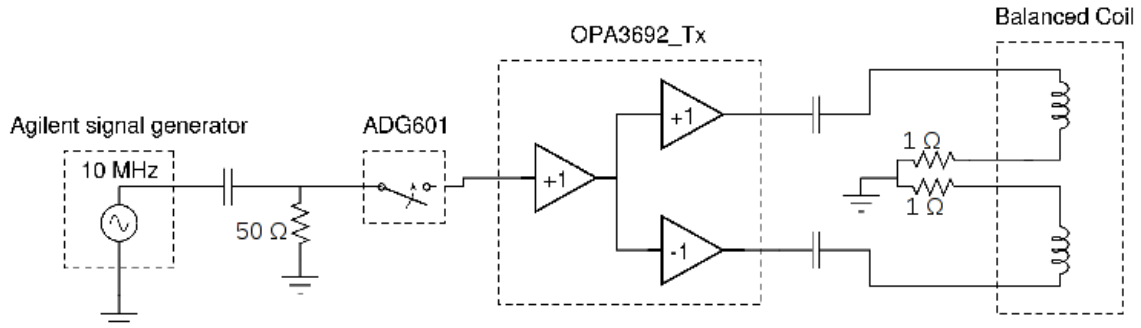 Balanced Coil
OPA3692_Tx
Agilent signal generator
ADG601
10 MHz
+1
+1
-1
50 Ω
1 Ω
1 Ω